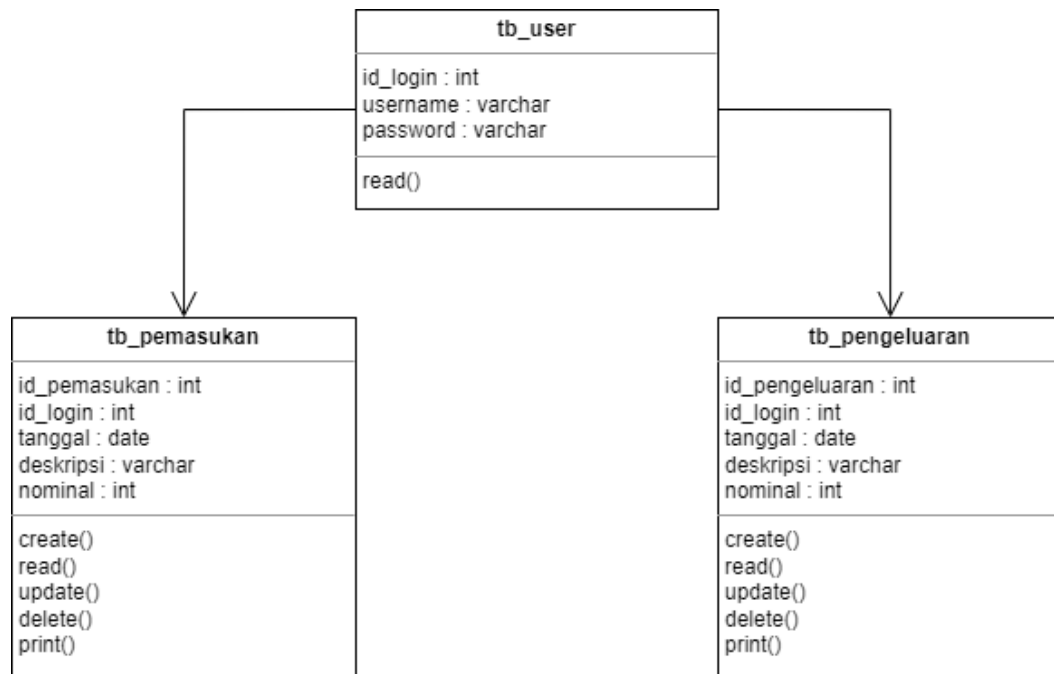 tb_user
id_login : int
username : varchar
password : varchar
read()
tb_pemasukan
id_pemasukan : int
id_login : int
tanggal : date
deskripsi : varchar
nominal : int
create()
read()
update()
delete()
print()
tb_pengeluaran
id_pengeluaran : int
id_login : int
tanggal : date
deskripsi : varchar
nominal : int
create()
read()
update()
delete()
print()